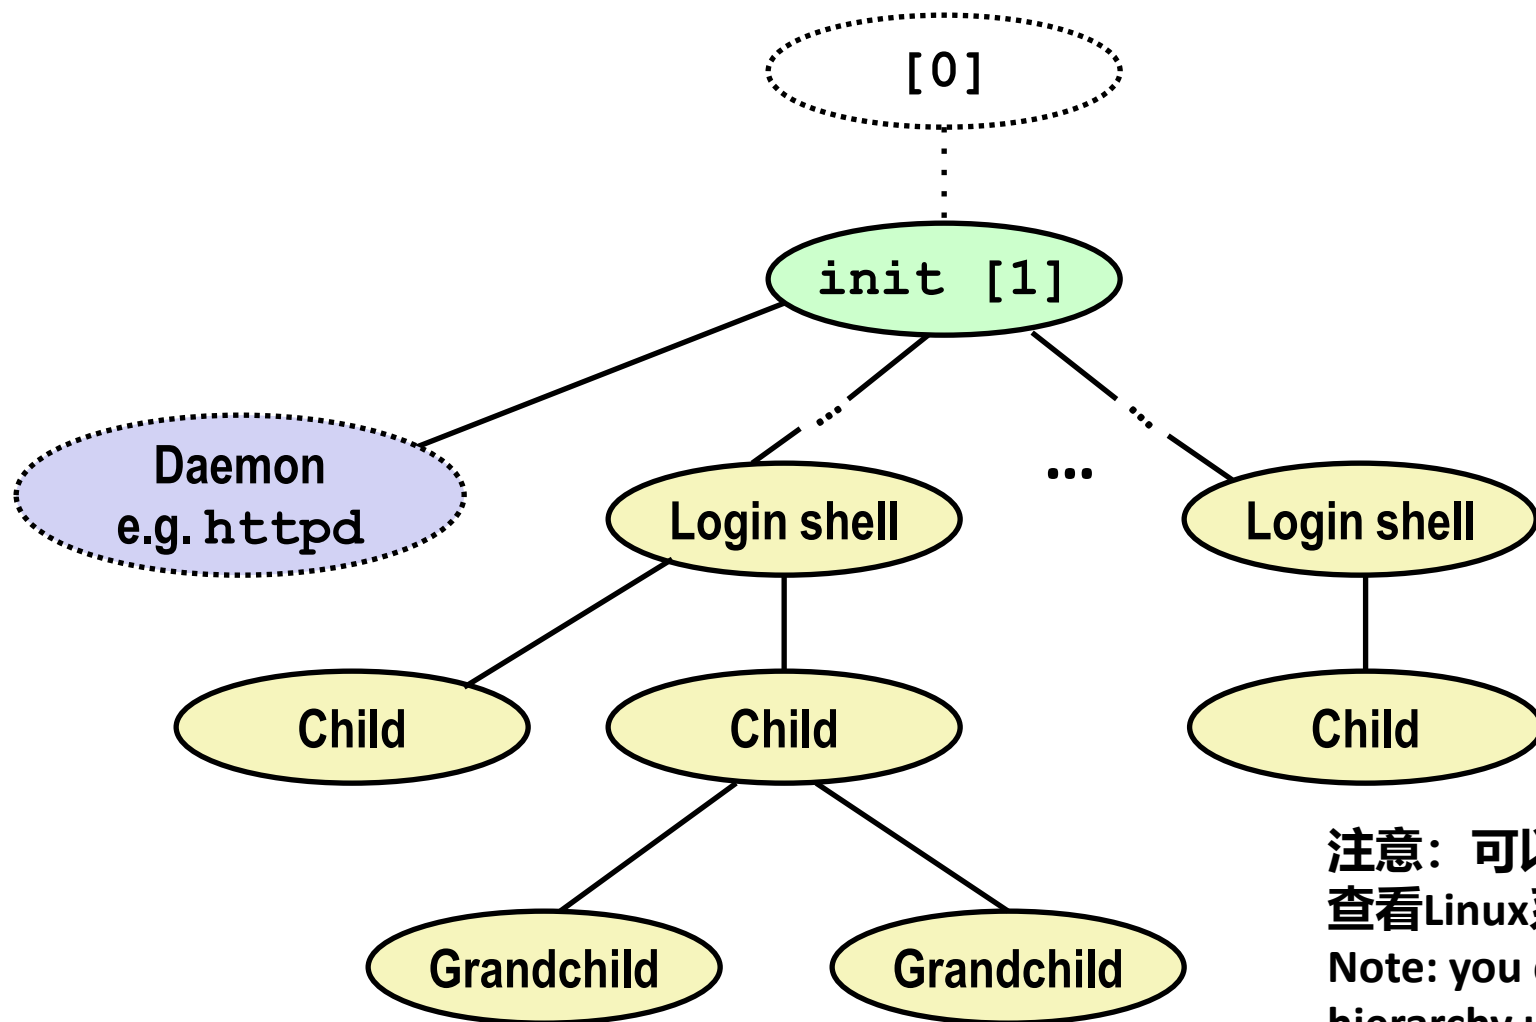 [0]
init [1]
Daemon
e.g. httpd
...
Login shell
Login shell
Child
Child
Child
注意：可
查看Linux
Note: you
hierarchy
Grandchild
Grandchild